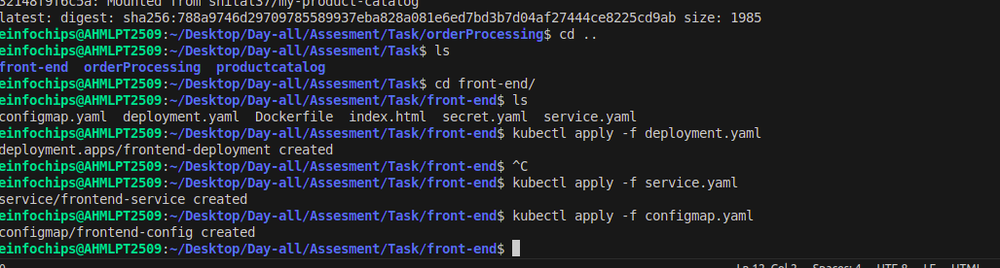 32148f9f6c5a: Mounted from shital37/my-product-catalog
latest: digest: sha256:788a9746d29709785589937eba828a081e6ed7bd3b7d04af27444ce8225cd9ab size: 1985
einfochips@AHMLPT2509:~/Desktop/Day-all/Assesment/Task/orderProcessing$ cd ..
einfochips@AHMLPT2509:~/Desktop/Day-all/Assesment/Task$ ls
front-end orderProcessing productcatalog
einfochips@AHMLPT2509:~/Desktop/Day-all/Assesment/Task$ cd front-end/
einfochips@AHMLPT2509:~/Desktop/Day-all/Assesment/Task/front-end$ ls
configmap.yaml deployment.yaml Dockerfile index.html secret.yaml service.yaml
einfochips@AHMLPT2509:~/Desktop/Day-all/Assesment/Task/front-end$ kubectl apply -f deployment.yaml
deployment.apps/frontend-deployment created
einfochips@AHMLPT2509:~/Desktop/Day-all/Assesment/Task/front-end$ ^C
einfochips@AHMLPT2509:~/Desktop/Day-all/Assesment/Task/front-end$ kubectl apply -f service.yaml
service/frontend-service created
einfochips@AHMLPT2509:~/Desktop/Day-all/Assesment/Task/front-end$ kubectl apply -f configmap.yaml
configmap/frontend-config created
einfochips@AHMLPT2509:~/Desktop/Day-all/Assesment/Task/front-end$
Ln 12, Col 2 Spaces: 4 UTF-8 LF HTML